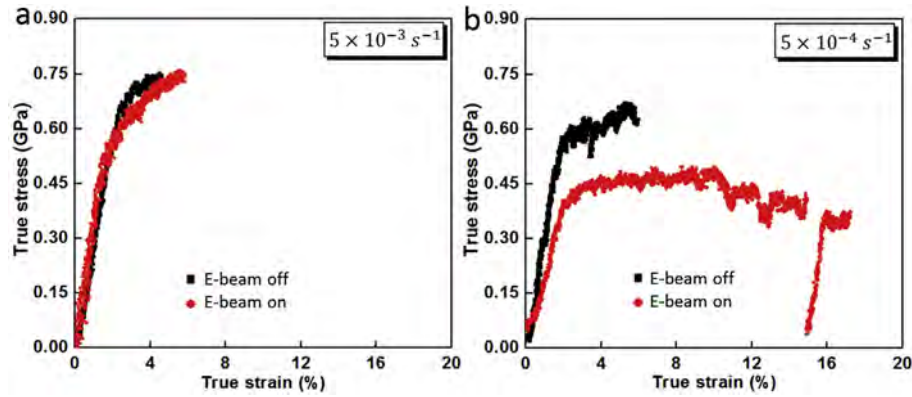 a
5 × 10⁻³ s⁻¹
0.90
0.75
0.60
0.45
0.30
0.15
0.00
True stress (GPa)
E-beam off
E-beam on
0 4 8 12 16 20
True strain (%)
b
5 × 10⁻⁴ s⁻¹
0.90
0.75
0.60
0.45
0.30
0.15
0.00
True stress (GPa)
E-beam off
E-beam on
0 4 8 12 16 20
True strain (%)